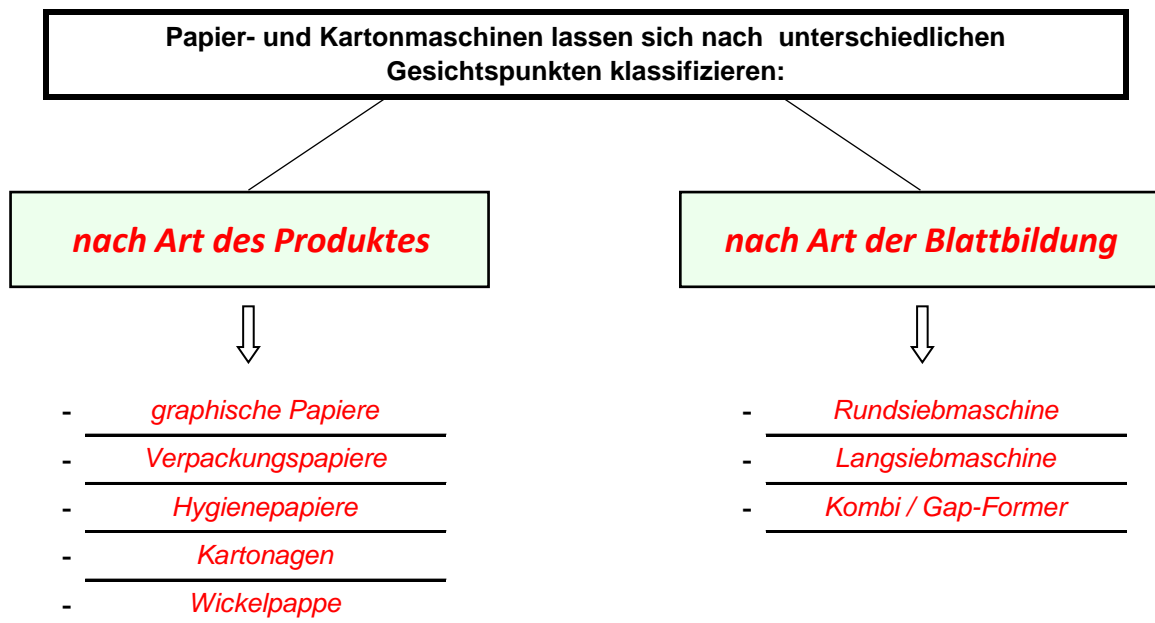 Papier- und Kartonmaschinen lassen sich nach unterschiedlichen
Gesichtspunkten klassifizieren:
nach Art des Produktes
- graphische Papiere
- Verpackungspapiere
- Hygienepapiere
- Kartonagen
- Wickelpappe
nach Art der Blattbildung
- Rundsiebmaschine
- Langsiebmaschine
- Kombi / Gap-Former